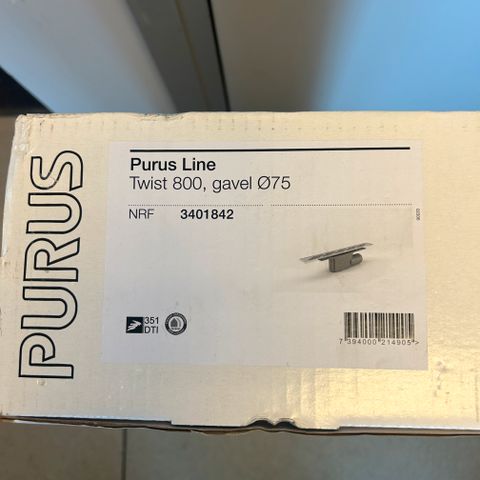 PURUS
Purus Line
Twist 800, gavel Ø75
NRF 3401842
351
DTI
7 394000 214905 >